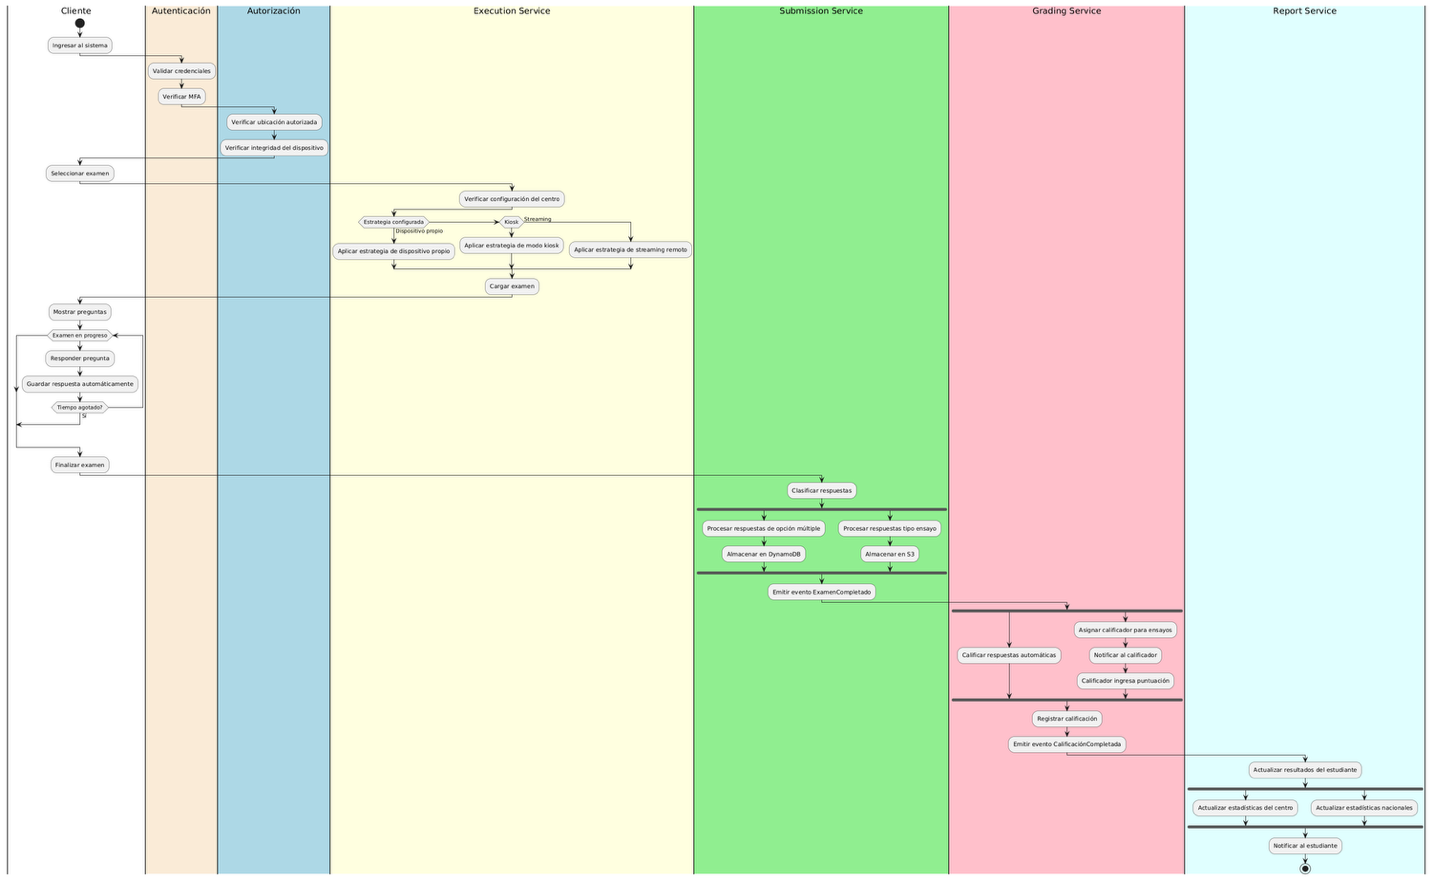 Cliente
Autenticación
Autorización
Execution Service
Submission Service
Grading Service
Report Service
Ingresar al sistema
Validar credenciales
Verificar MFA
Verificar ubicación autorizada
Verificar integridad del dispositivo
Seleccionar examen
Verificar configuración del centro
Estrategia configurada
Dispositivo propio
Kiosk
Streaming
Aplicar estrategia de dispositivo propio
Aplicar estrategia de modo kiosk
Aplicar estrategia de streaming remoto
Cargar examen
Mostrar preguntas
Examen en progreso
Responder pregunta
Guardar respuesta automáticamente
Tiempo agotado?
Sí
Finalizar examen
Clasificar respuestas
Procesar respuestas de opción múltiple
Procesar respuestas tipo ensayo
Almacenar en DynamoDB
Almacenar en S3
Emitir evento ExamenCompletado
Asignar calificador para ensayos
Calificar respuestas automáticas
Notificar al calificador
Calificador ingresa puntuación
Registrar calificación
Emitir evento CalificaciónCompletada
Actualizar resultados del estudiante
Actualizar estadísticas del centro
Actualizar estadísticas nacionales
Notificar al estudiante